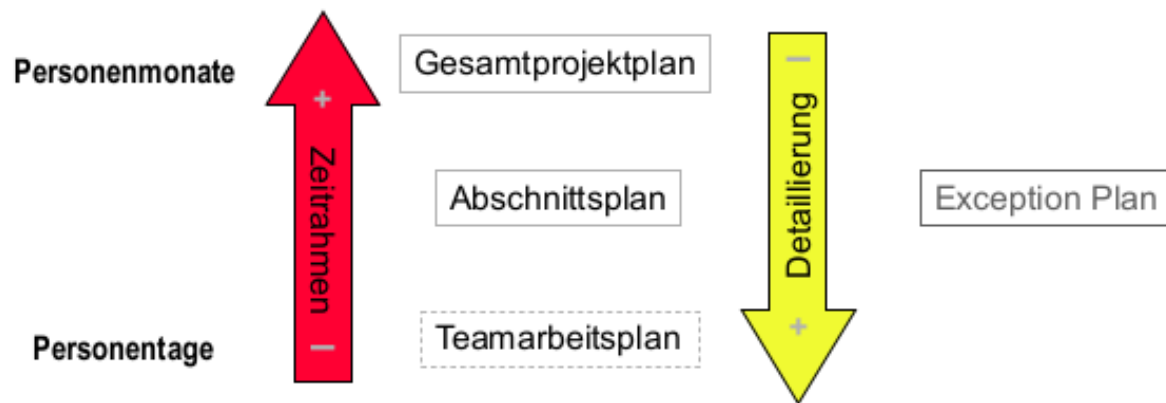 Personenmonate
+
Zeitrahmen
–
Gesamtprojektplan
Abschnittsplan
Teamarbeitsplan
–
Detaillierung
+
Exception Plan
Personentage